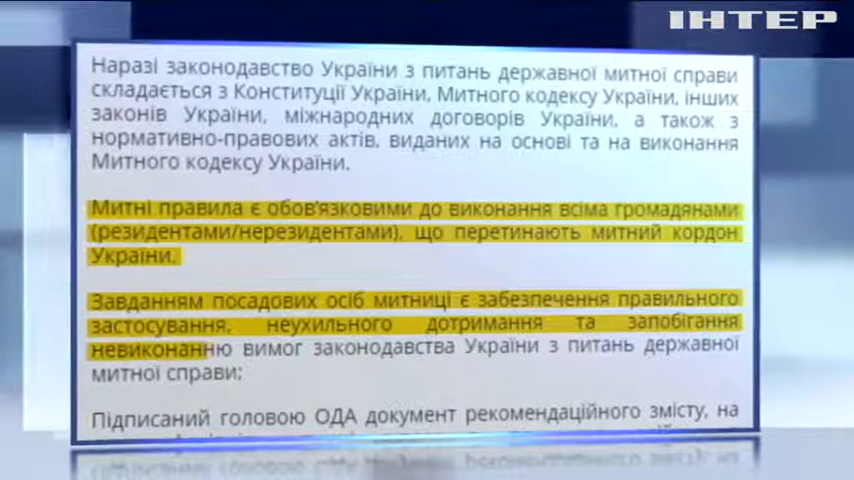 ІНТЕР
Наразі законодавство України з питань державної митної справи
складається з Конституції України, Митного кодексу України, інших
законів України, міжнародних договорів України, а також з
нормативно-правових актів, виданих на основі та на виконання
Митного кодексу України.
Митні правила є обов'язковими до виконання всіма громадянами
(резидентами/нерезидентами), що перетинають митний кордон
України.
Завданням посадових осіб митниці є забезпечення правильного
застосування, неухильного дотримання та запобігання
невиконанню вимог законодавства України з питань державної
митної справи;
Підписаний головою ОДА документ рекомендаційного змісту, на